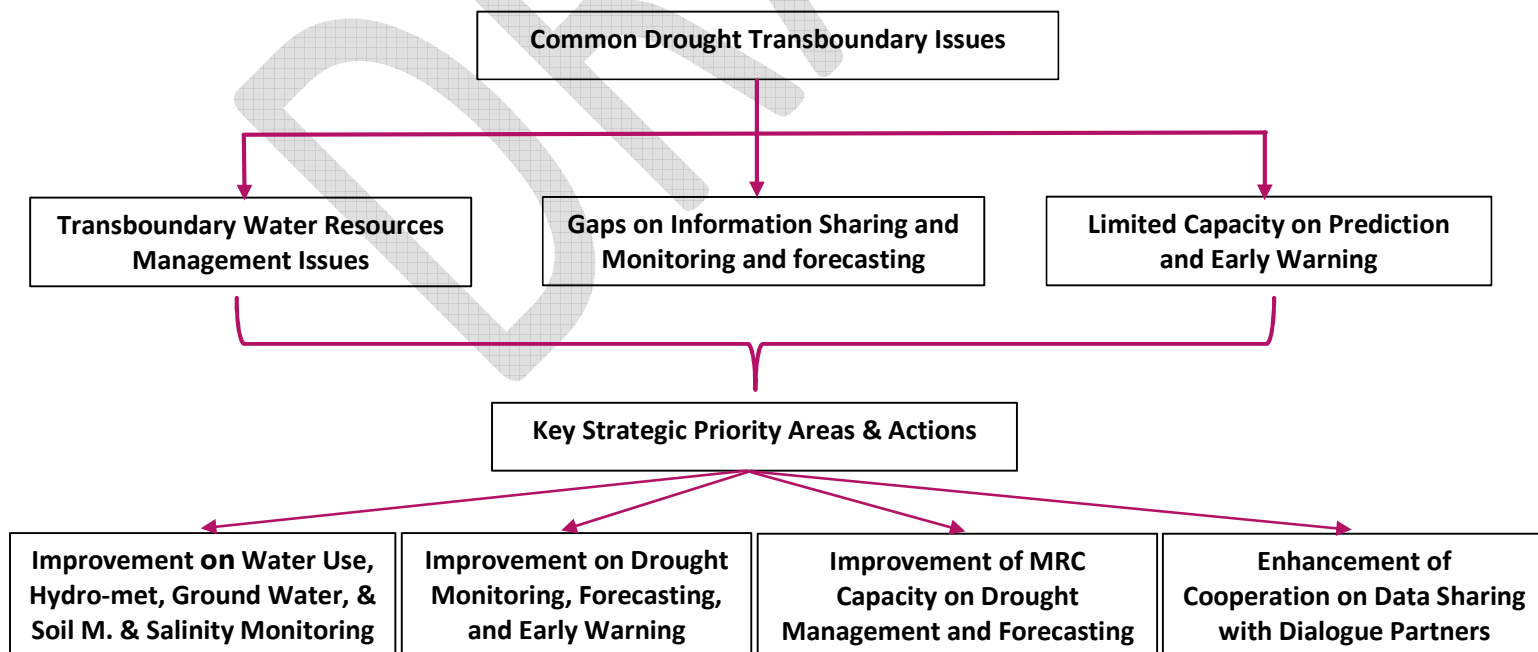 Common Drought Transboundary Issues
Transboundary Water Resources
Management Issues
Gaps on Information Sharing and
Monitoring and forecasting
Limited Capacity on Prediction
and Early Warning
Key Strategic Priority Areas & Actions
Improvement on Water Use,
Hydro-met, Ground Water, &
Soil M. & Salinity Monitoring
Improvement on Drought
Monitoring, Forecasting,
and Early Warning
Improvement of MRC
Capacity on Drought
Management and Forecasting
Enhancement of
Cooperation on Data Sharing
with Dialogue Partners